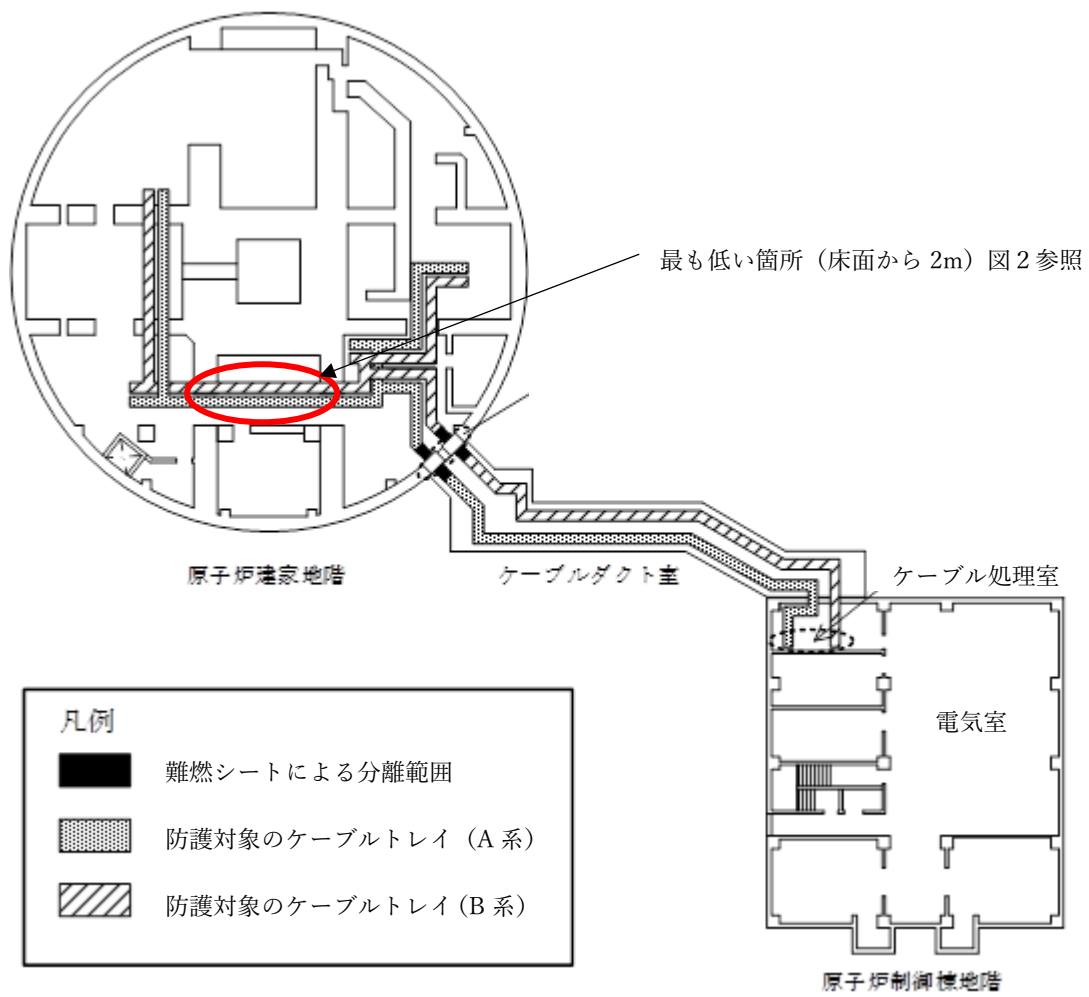 最も低い箇所（床面から 2m）図２参照
原子炉建家地階
ケーブルダクト室
ケーブル処理室
電気室
原子炉制御棟地階
凡例
難燃シートによる分離範囲
防護対象のケーブルトレイ（A 系）
防護対象のケーブルトレイ（B 系）